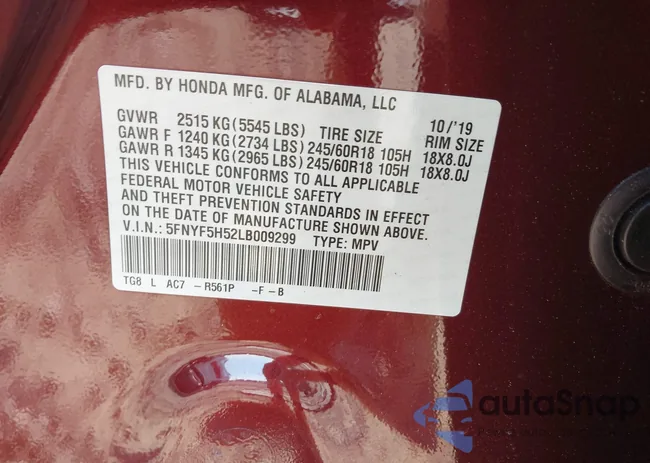 MFD. BY HONDA MFG. OF ALABAMA, LLC
GVWR 2515 KG(5545 LBS) TIRE SIZE 10/'19 RIM SIZE
GAWR F 1240 KG(2734 LBS) 245/60R18 105H 18X8.0J
GAWR R 1345 KG(2965 LBS) 245/60R18 105H 18X8.0J
THIS VEHICLE CONFORMS TO ALL APPLICABLE
FEDERAL MOTOR VEHICLE SAFETY
AND THEFT PREVENTION STANDARDS IN EFFECT
ON THE DATE OF MANUFACTURE SHOWN ABOVE.
V.I.N.: 5FNYF5H52LB009299 TYPE: MPV
TG8 L AC7 -R561P -F-B
autoSnap